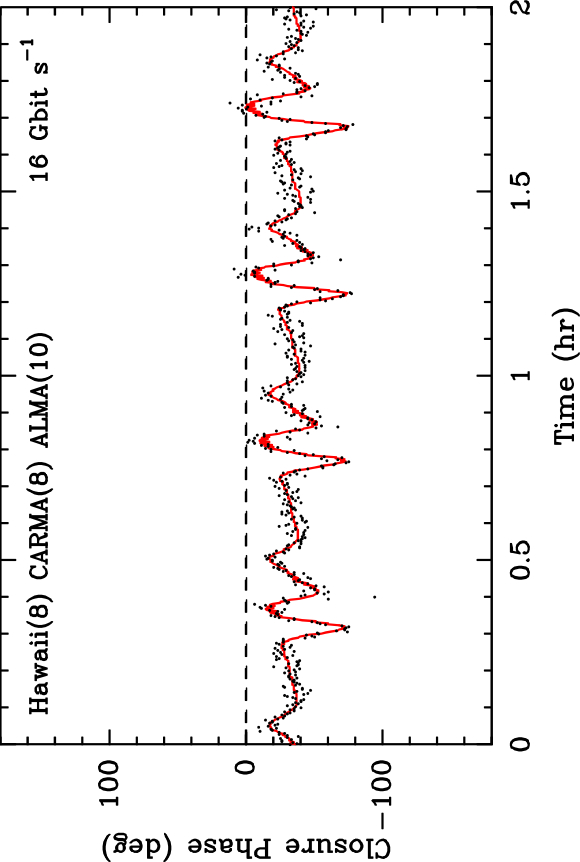 Hawaii(8) CARMA(8) ALMA(10)
16 Gbit s−1
100
0
−100
Closure Phase (deg)
0
0.5
1
1.5
2
Time (hr)